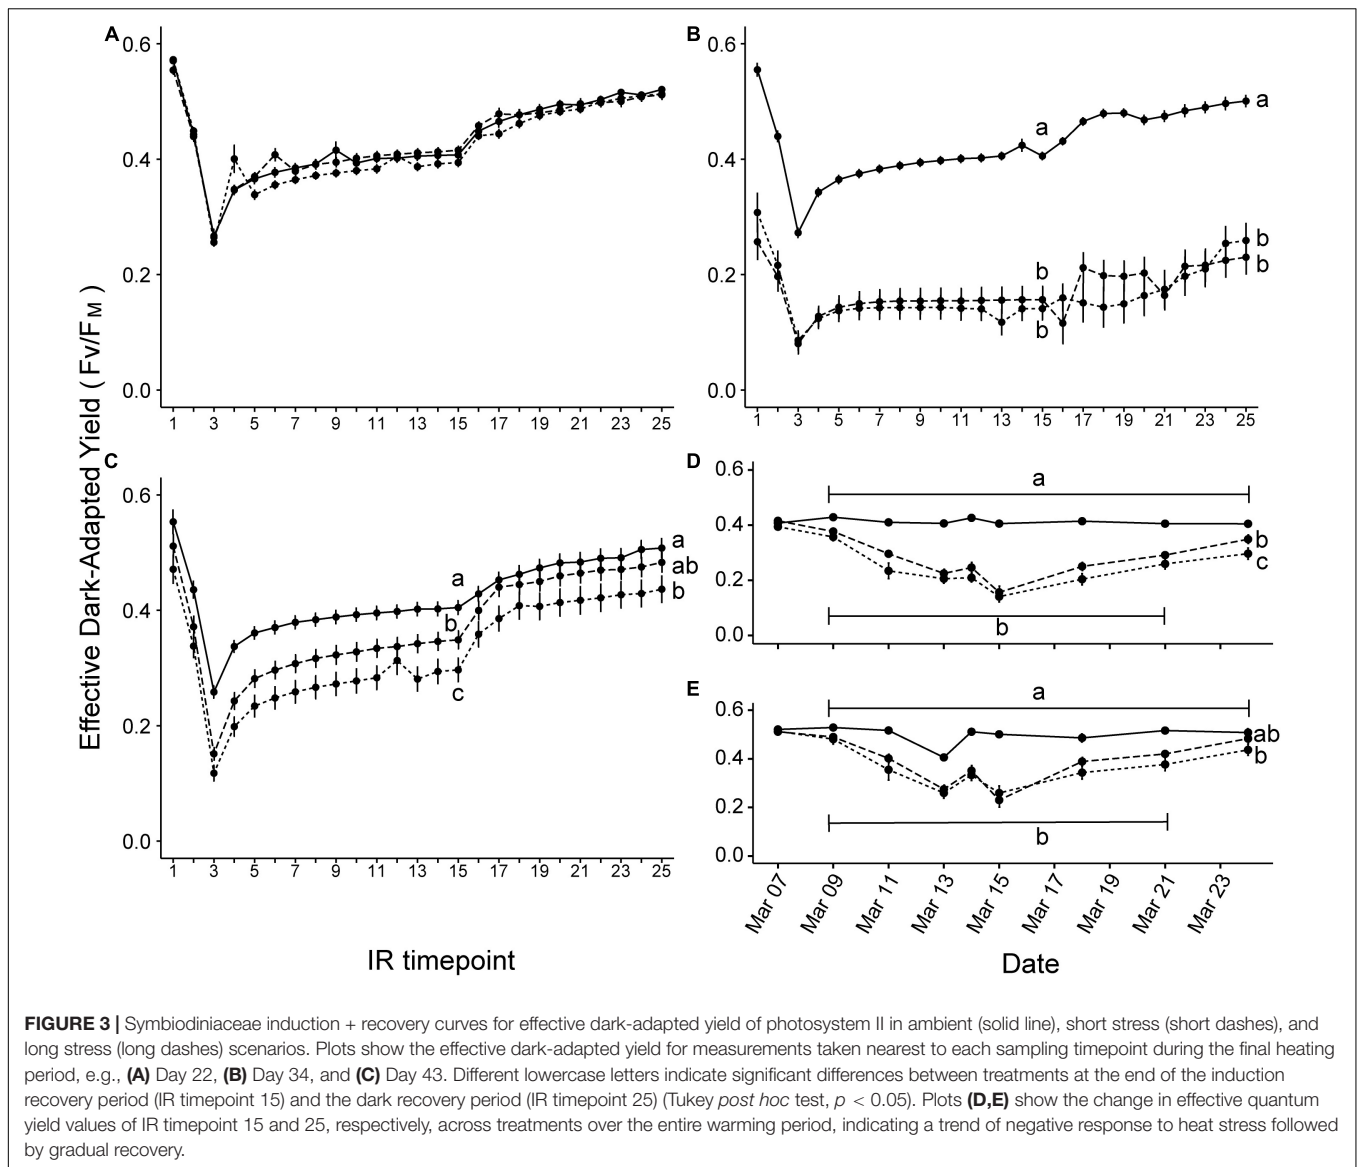 A
0.6
0.4
0.2
0.0
1 3 5 7 9 11 13 15 17 19 21 23 25
B
0.6
0.4
0.2
0.0
a
a
b
b
b
b
1 3 5 7 9 11 13 15 17 19 21 23 25
Effective Dark-Adapted Yield ( Fv/FM )
C
0.6
0.4
0.2
0.0
a
b
c
a
ab
b
1 3 5 7 9 11 13 15 17 19 21 23 25
IR timepoint
D
0.6
0.4
0.2
0.0
a
b
c
b
E
0.6
0.4
0.2
0.0
a
ab
b
b
Mar 07
Mar 09
Mar 11
Mar 13
Mar 15
Mar 17
Mar 19
Mar 21
Mar 23
Date
FIGURE 3 | Symbiodiniaceae induction + recovery curves for effective dark-adapted yield of photosystem II in ambient (solid line), short stress (short dashes), and
long stress (long dashes) scenarios. Plots show the effective dark-adapted yield for measurements taken nearest to each sampling timepoint during the final heating
period, e.g., (A) Day 22, (B) Day 34, and (C) Day 43. Different lowercase letters indicate significant differences between treatments at the end of the induction
recovery period (IR timepoint 15) and the dark recovery period (IR timepoint 25) (Tukey post hoc test, p < 0.05). Plots (D,E) show the change in effective quantum
yield values of IR timepoint 15 and 25, respectively, across treatments over the entire warming period, indicating a trend of negative response to heat stress followed
by gradual recovery.